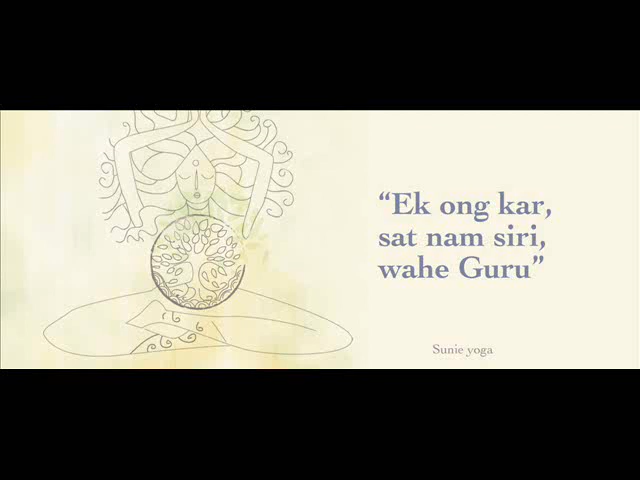 “Ek ong kar,
sat nam siri,
wahe Guru”
Sunie yoga